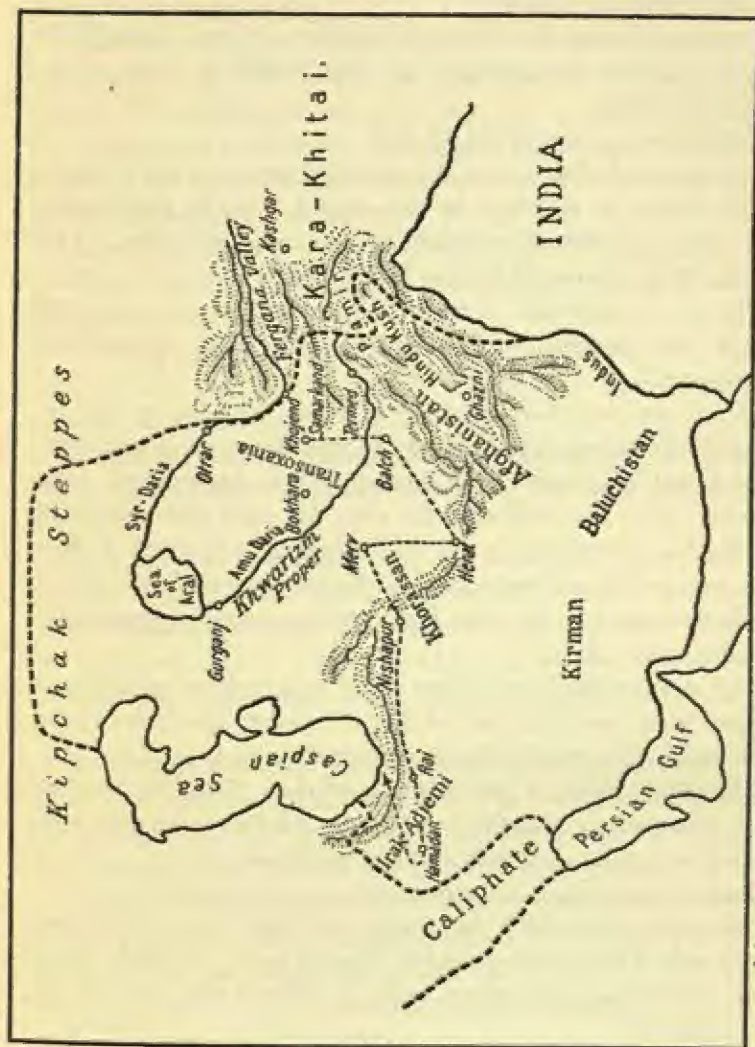 Kipchak Steppes
Syr-Daria
Otrar
Sea
of
Aral
Amu Daria
Gurganj
Khwarizm
Proper
Transoxania
Bokhara
Samarkand
Khojend
Fergana Valley
Kashgar
Kara-Khitai.
Termed
Pamir
Hindu Kush
Balch
Afghanistan
Ghazni
INDIA
Indus
Caspian
Sea
Merv
Khorassan
Herat
Nishapur
Rai
Irak Adjemi
Hamadan
Kirman
Baluchistan
Caliphate
Persian Gulf